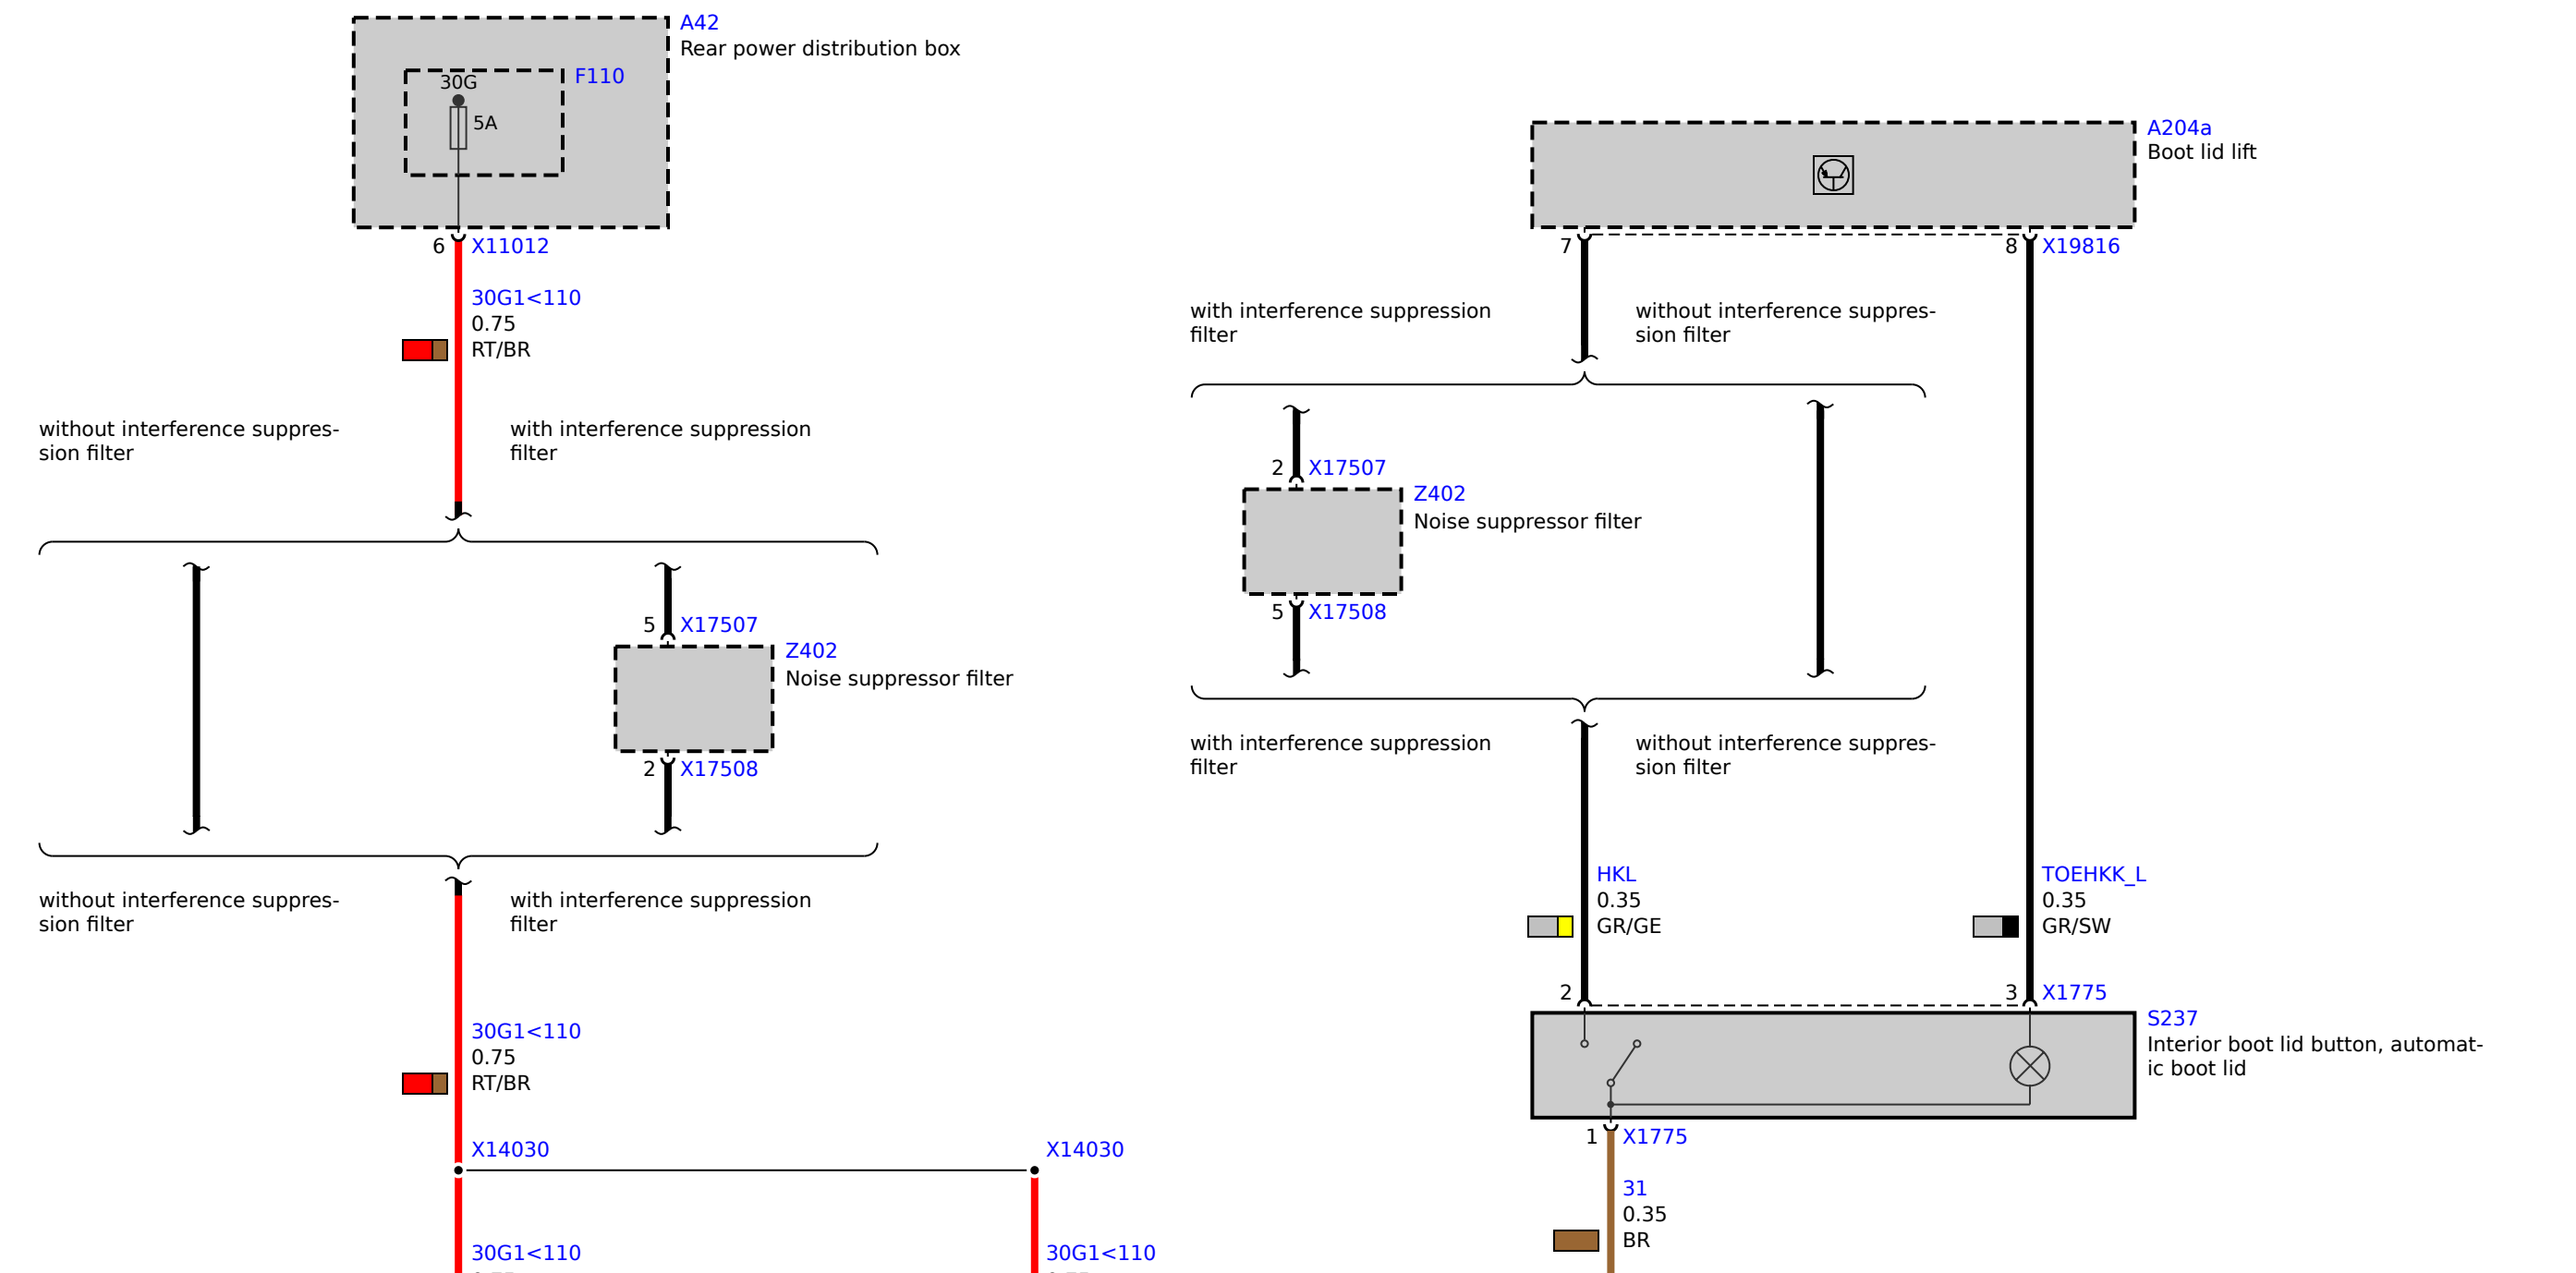 A42
Rear power distribution box
F110
30G
5A
6
X11012
30G1<110
0.75
RT/BR
without interference suppres-
sion filter
with interference suppression
filter
5
X17507
Z402
Noise suppressor filter
2
X17508
without interference suppres-
sion filter
with interference suppression
filter
30G1<110
0.75
RT/BR
X14030
X14030
30G1<110
30G1<110
A204a
Boot lid lift
7
8
X19816
with interference suppression
filter
without interference suppres-
sion filter
2
X17507
Z402
Noise suppressor filter
5
X17508
with interference suppression
filter
without interference suppres-
sion filter
HKL
0.35
GR/GE
TOEHKK_L
0.35
GR/SW
2
3
X1775
S237
Interior boot lid button, automat-
ic boot lid
1
X1775
31
0.35
BR